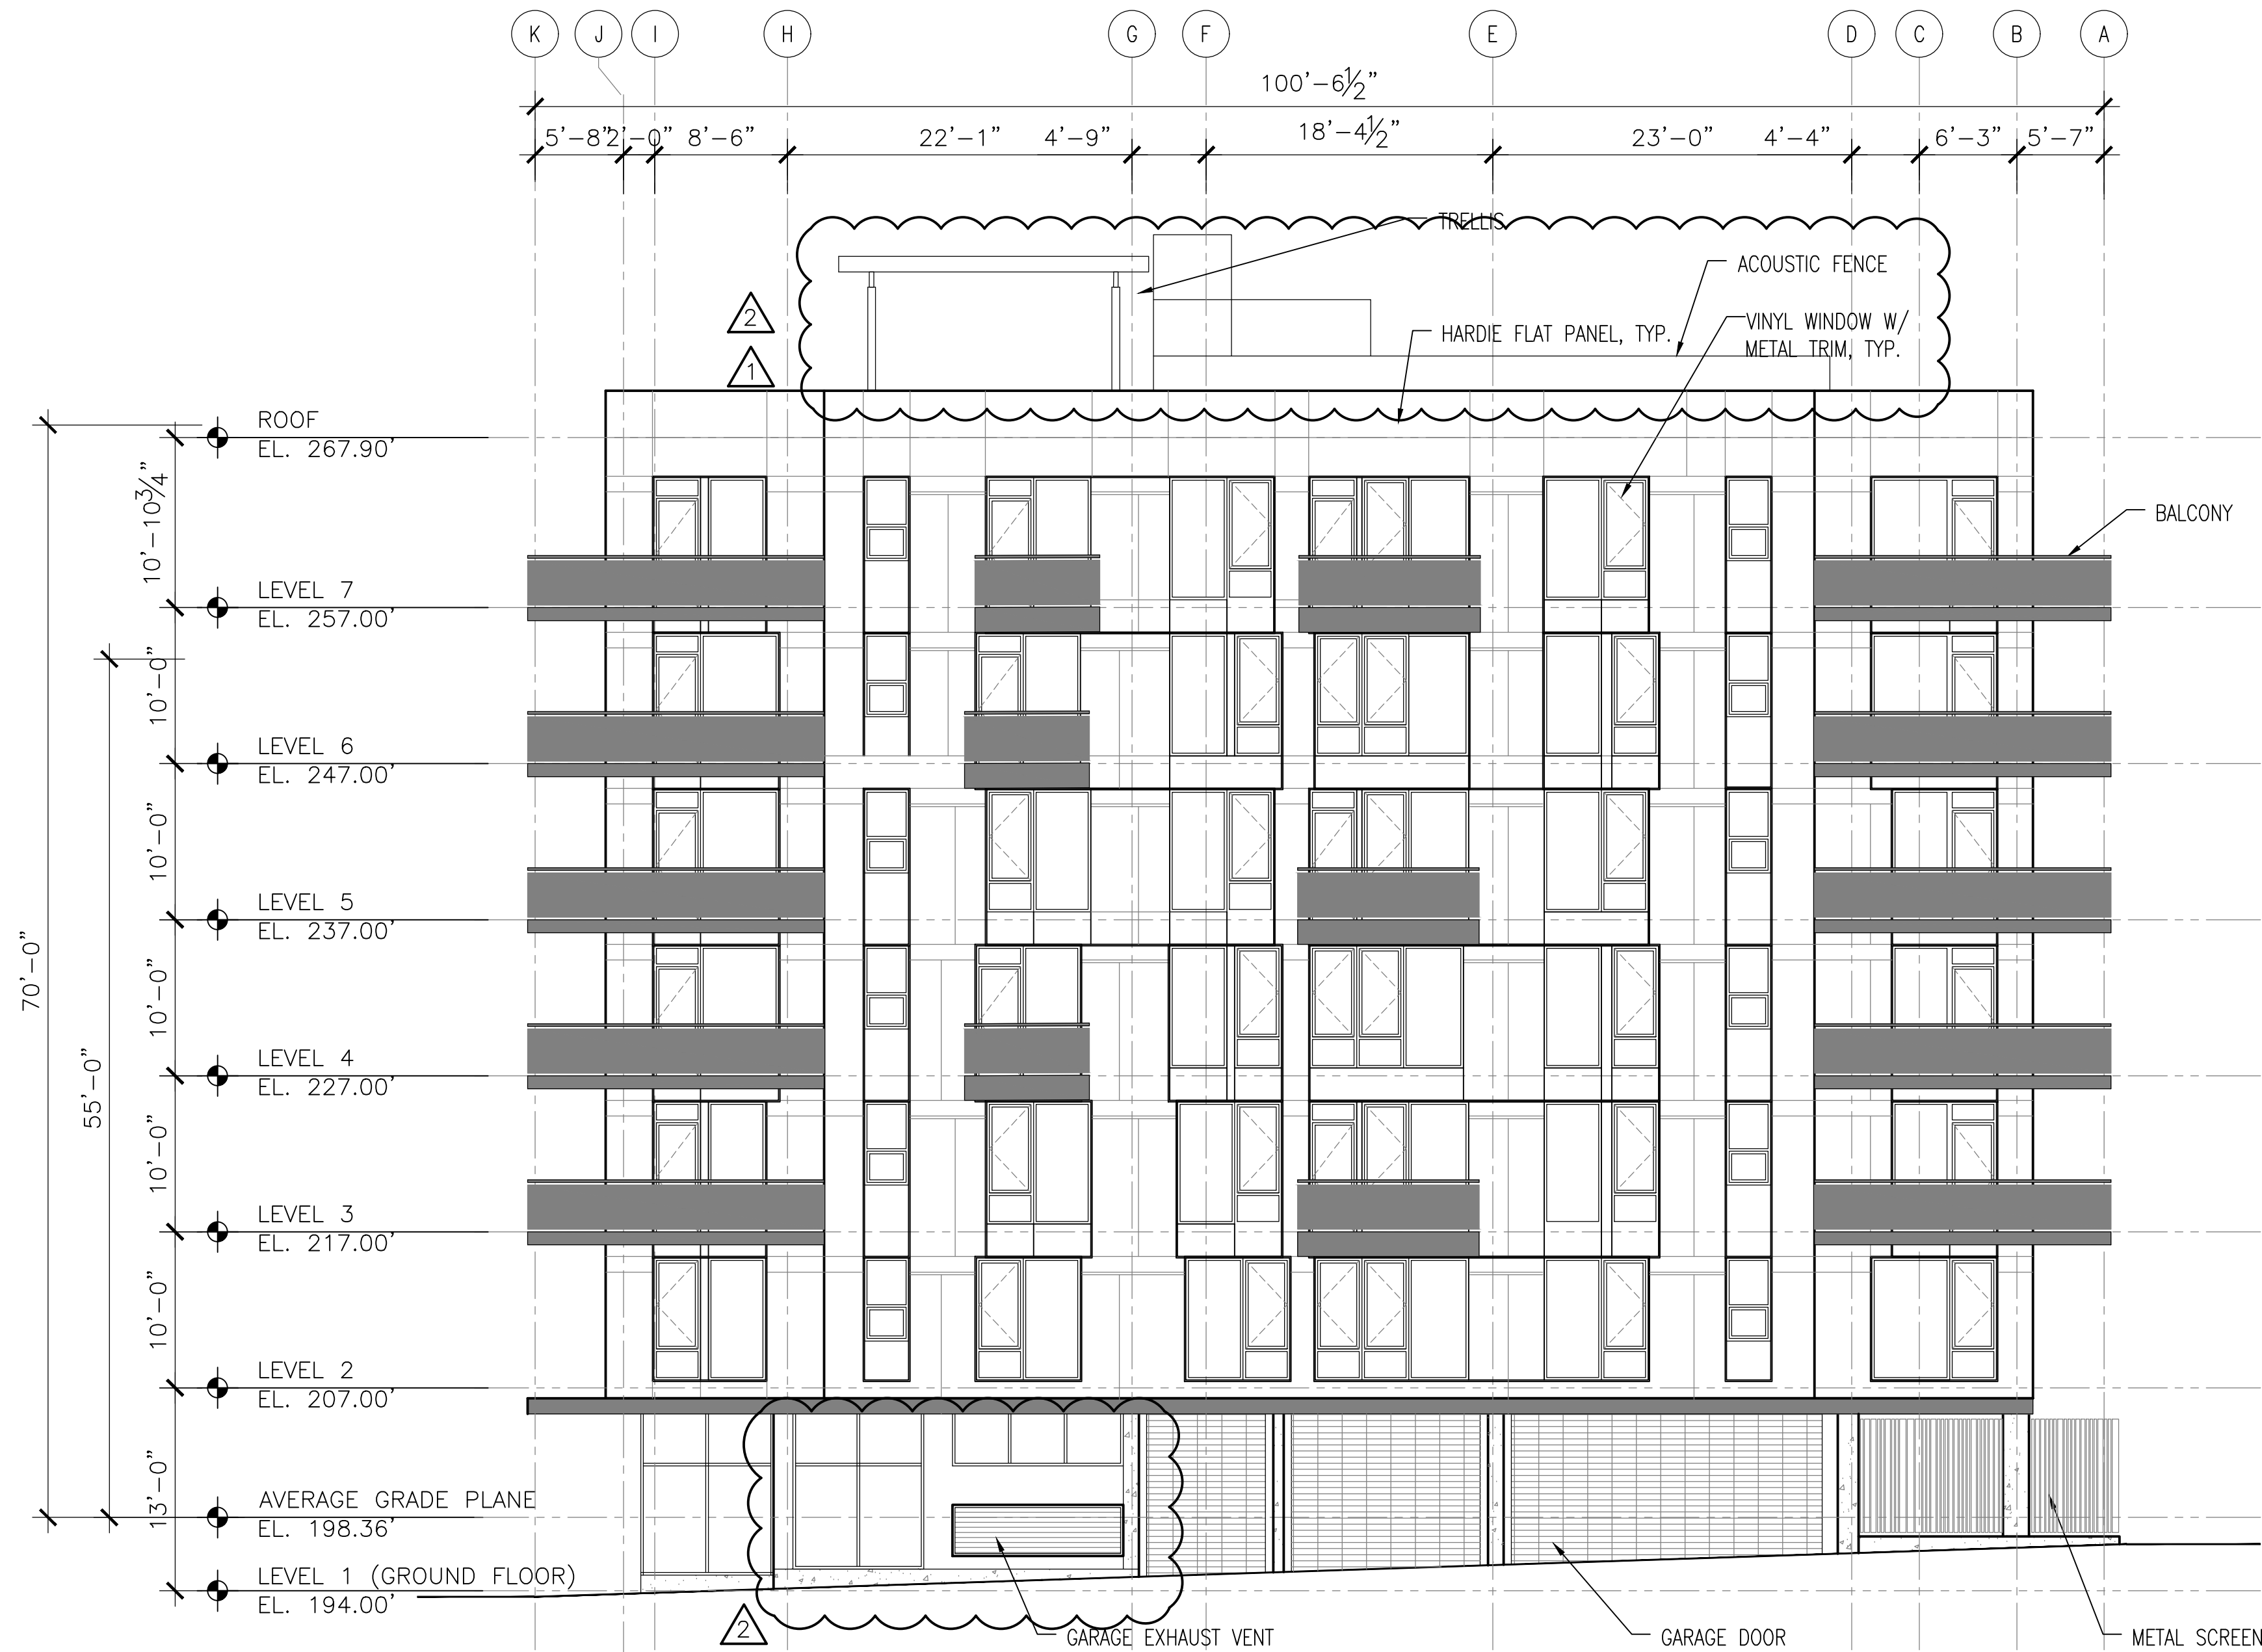 K J I H G F E D C B A
100'-6½"
5'-8" 2'-0" 8'-6" 22'-1" 4'-9" 18'-4½" 23'-0" 4'-4" 6'-3" 5'-7"
TRELLIS
ACOUSTIC FENCE
2
HARDIE FLAT PANEL, TYP.
VINYL WINDOW W/
METAL TRIM, TYP.
1
ROOF
EL. 267.90'
10'-10¾"
BALCONY
LEVEL 7
EL. 257.00'
10'-0"
LEVEL 6
EL. 247.00'
10'-0"
LEVEL 5
EL. 237.00'
70'-0"
10'-0"
LEVEL 4
EL. 227.00'
55'-0"
10'-0"
LEVEL 3
EL. 217.00'
10'-0"
LEVEL 2
EL. 207.00'
13'-0"
AVERAGE GRADE PLANE
EL. 198.36'
LEVEL 1 (GROUND FLOOR)
EL. 194.00'
2
GARAGE EXHAUST VENT
GARAGE DOOR
METAL SCREEN